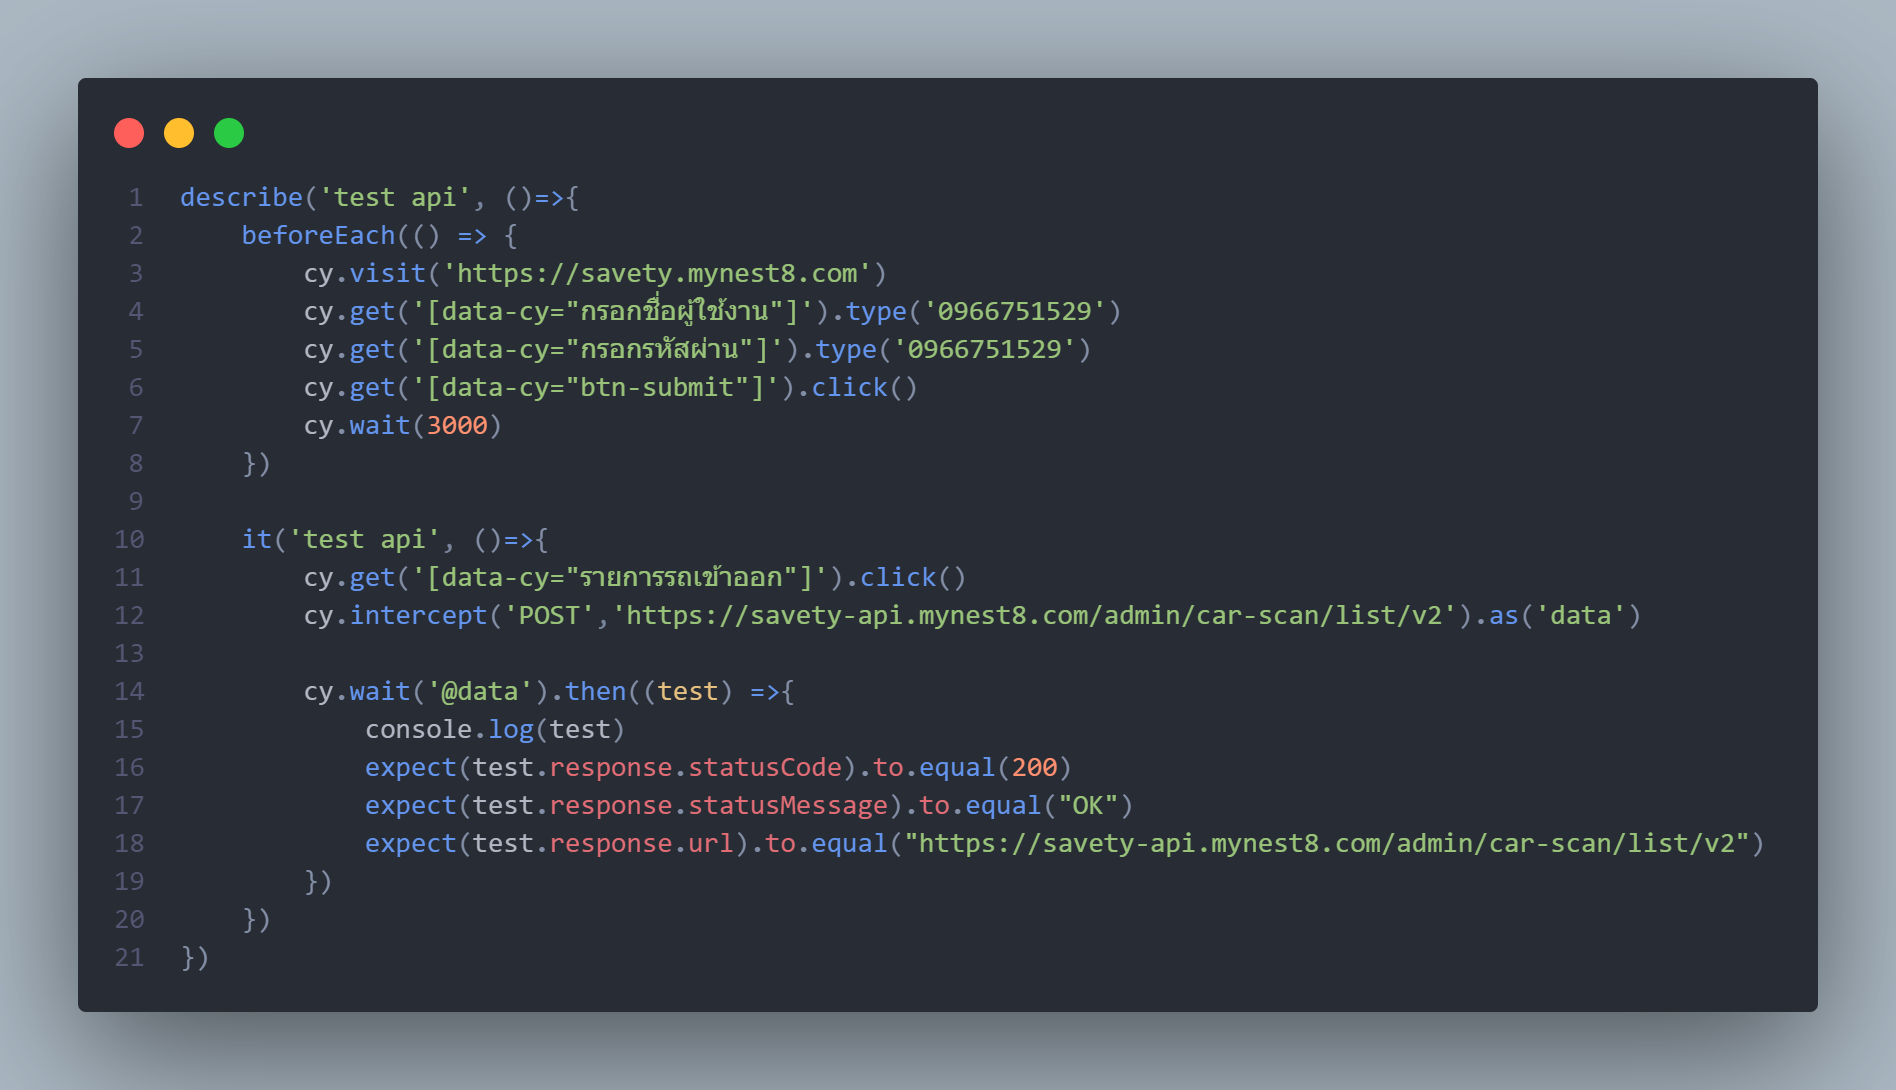 1 describe('test api', ()=>{
2     beforeEach(() => {
3         cy.visit('https://savety.mynest8.com')
4         cy.get('[data-cy="กรอกชื่อผู้ใช้งาน"]').type('0966751529')
5         cy.get('[data-cy="กรอกรหัสผ่าน"]').type('0966751529')
6         cy.get('[data-cy="btn-submit"]').click()
7         cy.wait(3000)
8     })
9
10     it('test api', ()=>{
11         cy.get('[data-cy="รายการรถเข้าออก"]').click()
12         cy.intercept('POST','https://savety-api.mynest8.com/admin/car-scan/list/v2').as('data')
13
14         cy.wait('@data').then((test) =>{
15             console.log(test)
16             expect(test.response.statusCode).to.equal(200)
17             expect(test.response.statusMessage).to.equal("OK")
18             expect(test.response.url).to.equal("https://savety-api.mynest8.com/admin/car-scan/list/v2")
19         })
20     })
21 })